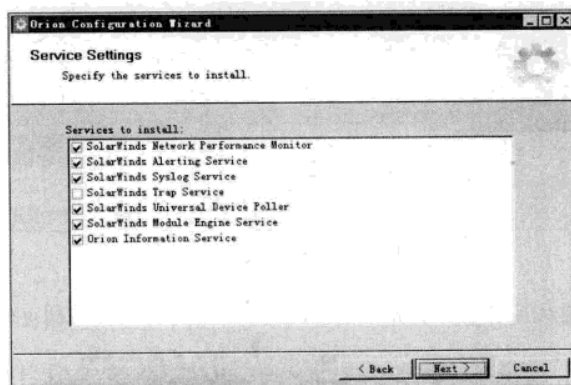 Orion Configuration Wizard
Service Settings
Specify the services to install.
Services to install:
SolarWinds Network Performance Monitor
SolarWinds Alerting Service
SolarWinds Syslog Service
SolarWinds Trap Service
SolarWinds Universal Device Poller
SolarWinds Module Engine Service
Orion Information Service
< Back
Next >
Cancel